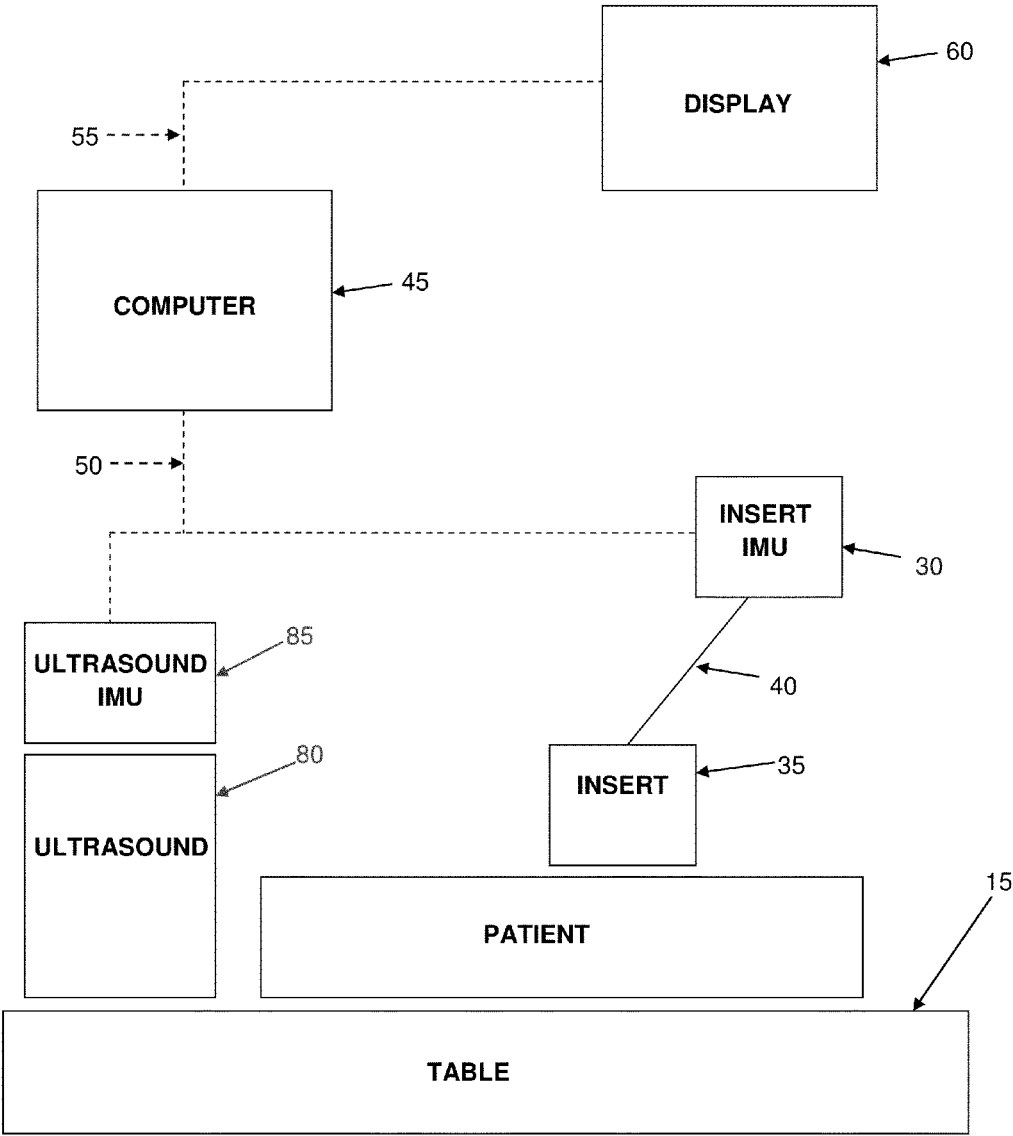 60
DISPLAY
55
45
COMPUTER
50
INSERT
IMU
30
85
ULTRASOUND
IMU
40
80
35
INSERT
ULTRASOUND
15
PATIENT
TABLE